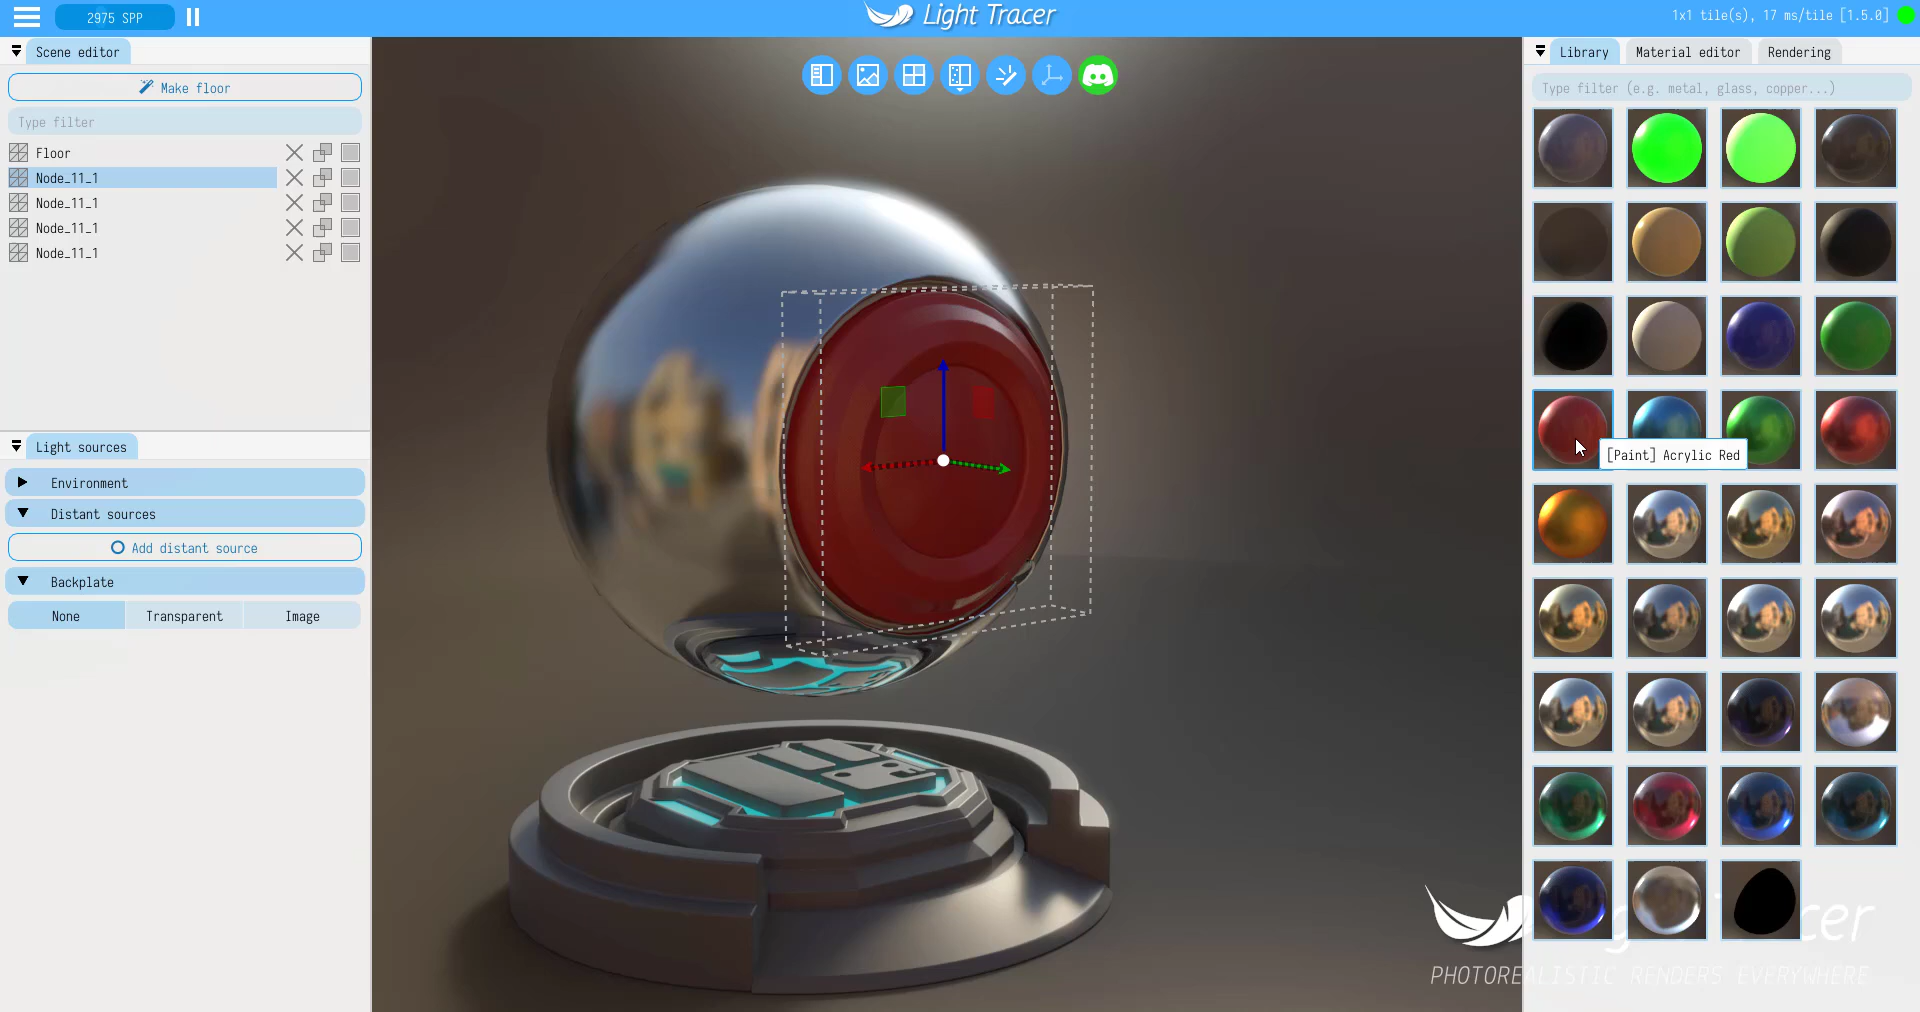 2975 SPP
Light Tracer
1x1 tile(s), 17 ms/tile [1.5.0]
Scene editor
Make floor
Type filter
Floor
Node_11_1
Node_11_1
Node_11_1
Node_11_1
Light sources
Environment
Distant sources
Add distant source
Backplate
None
Transparent
Image
Library
Material editor
Rendering
Type filter (e.g. metal, glass, copper...)
[Paint] Acrylic Red
PHOTOREALISTIC RENDERS EVERYWHERE